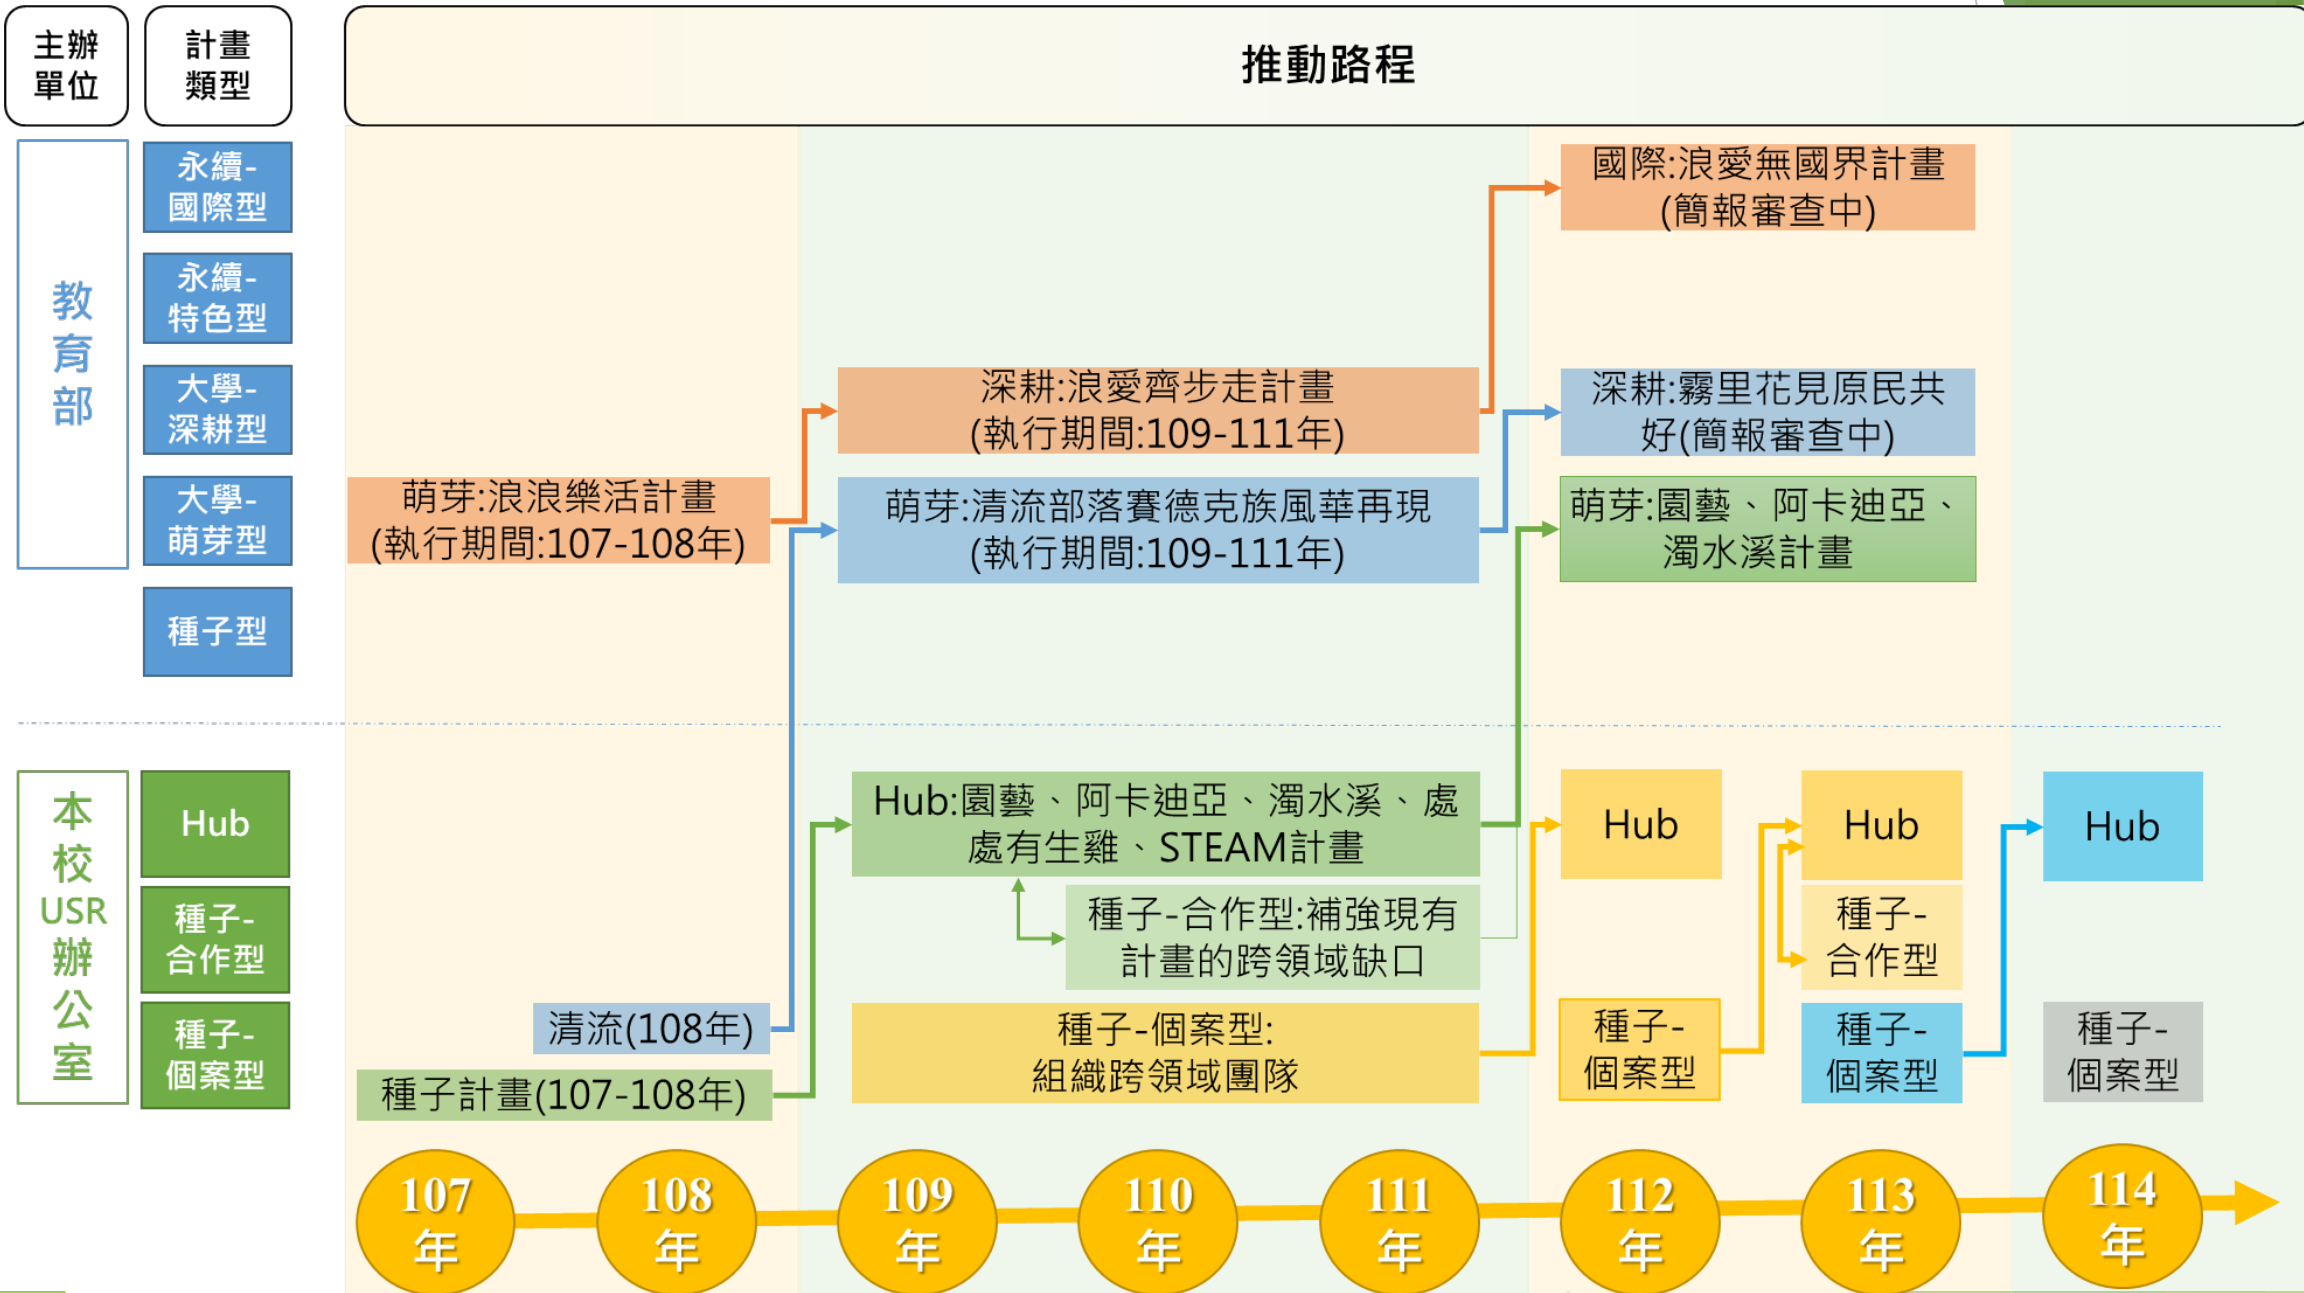 主辦
單位
計畫
類型
推動路程
教
育
部
永續-
國際型
永續-
特色型
大學-
深耕型
大學-
萌芽型
種子型
國際:浪愛無國界計畫
(簡報審查中)
深耕:浪愛齊步走計畫
(執行期間:109-111年)
深耕:霧里花見原民共
好(簡報審查中)
萌芽:浪浪樂活計畫
(執行期間:107-108年)
萌芽:清流部落賽德克族風華再現
(執行期間:109-111年)
萌芽:園藝、阿卡迪亞、
濁水溪計畫
本
校
USR
辦
公
室
Hub
種子-
合作型
種子-
個案型
Hub:園藝、阿卡迪亞、濁水溪、處
處有生雞、STEAM計畫
Hub
Hub
Hub
種子-合作型:補強現有
計畫的跨領域缺口
種子-
合作型
清流(108年)
種子計畫(107-108年)
種子-個案型:
組織跨領域團隊
種子-
個案型
種子-
個案型
種子-
個案型
107
年
108
年
109
年
110
年
111
年
112
年
113
年
114
年